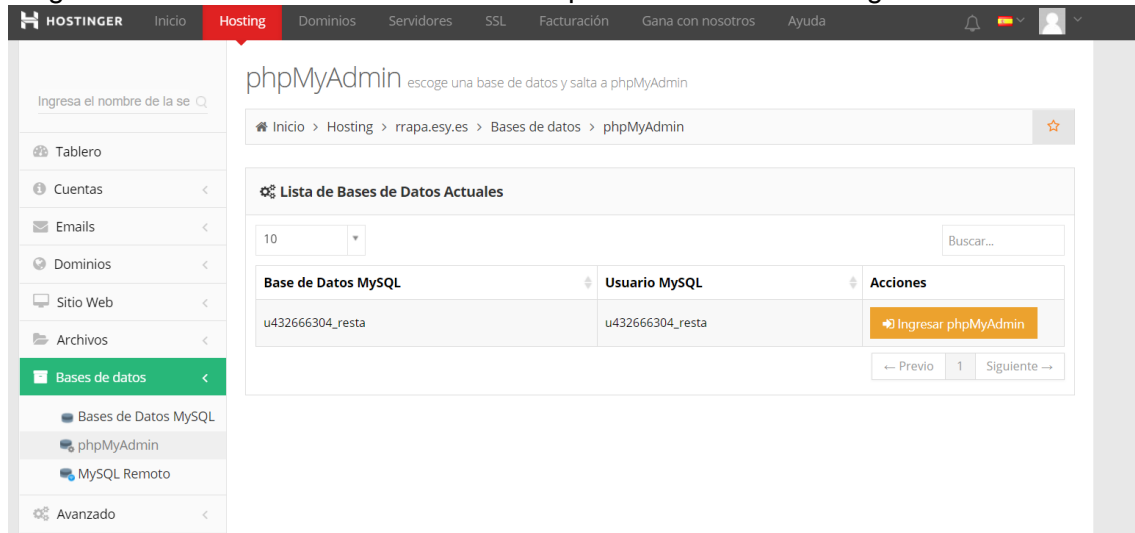 HOSTINGER Inicio Hosting Dominios Servidores SSL Facturación Gana con nosotros Ayuda
phpMyAdmin escoge una base de datos y salta a phpMyAdmin
Ingresa el nombre de la se
Inicio > Hosting > rrapa.esy.es > Bases de datos > phpMyAdmin
Tablero
Cuentas
Emails
Dominios
Sitio Web
Archivos
Bases de datos
Bases de Datos MySQL
phpMyAdmin
MySQL Remoto
Avanzado
Lista de Bases de Datos Actuales
10 Buscar...
Base de Datos MySQL Usuario MySQL Acciones
u432666304_resta u432666304_resta Ingresar phpMyAdmin
← Previo 1 Siguiente →